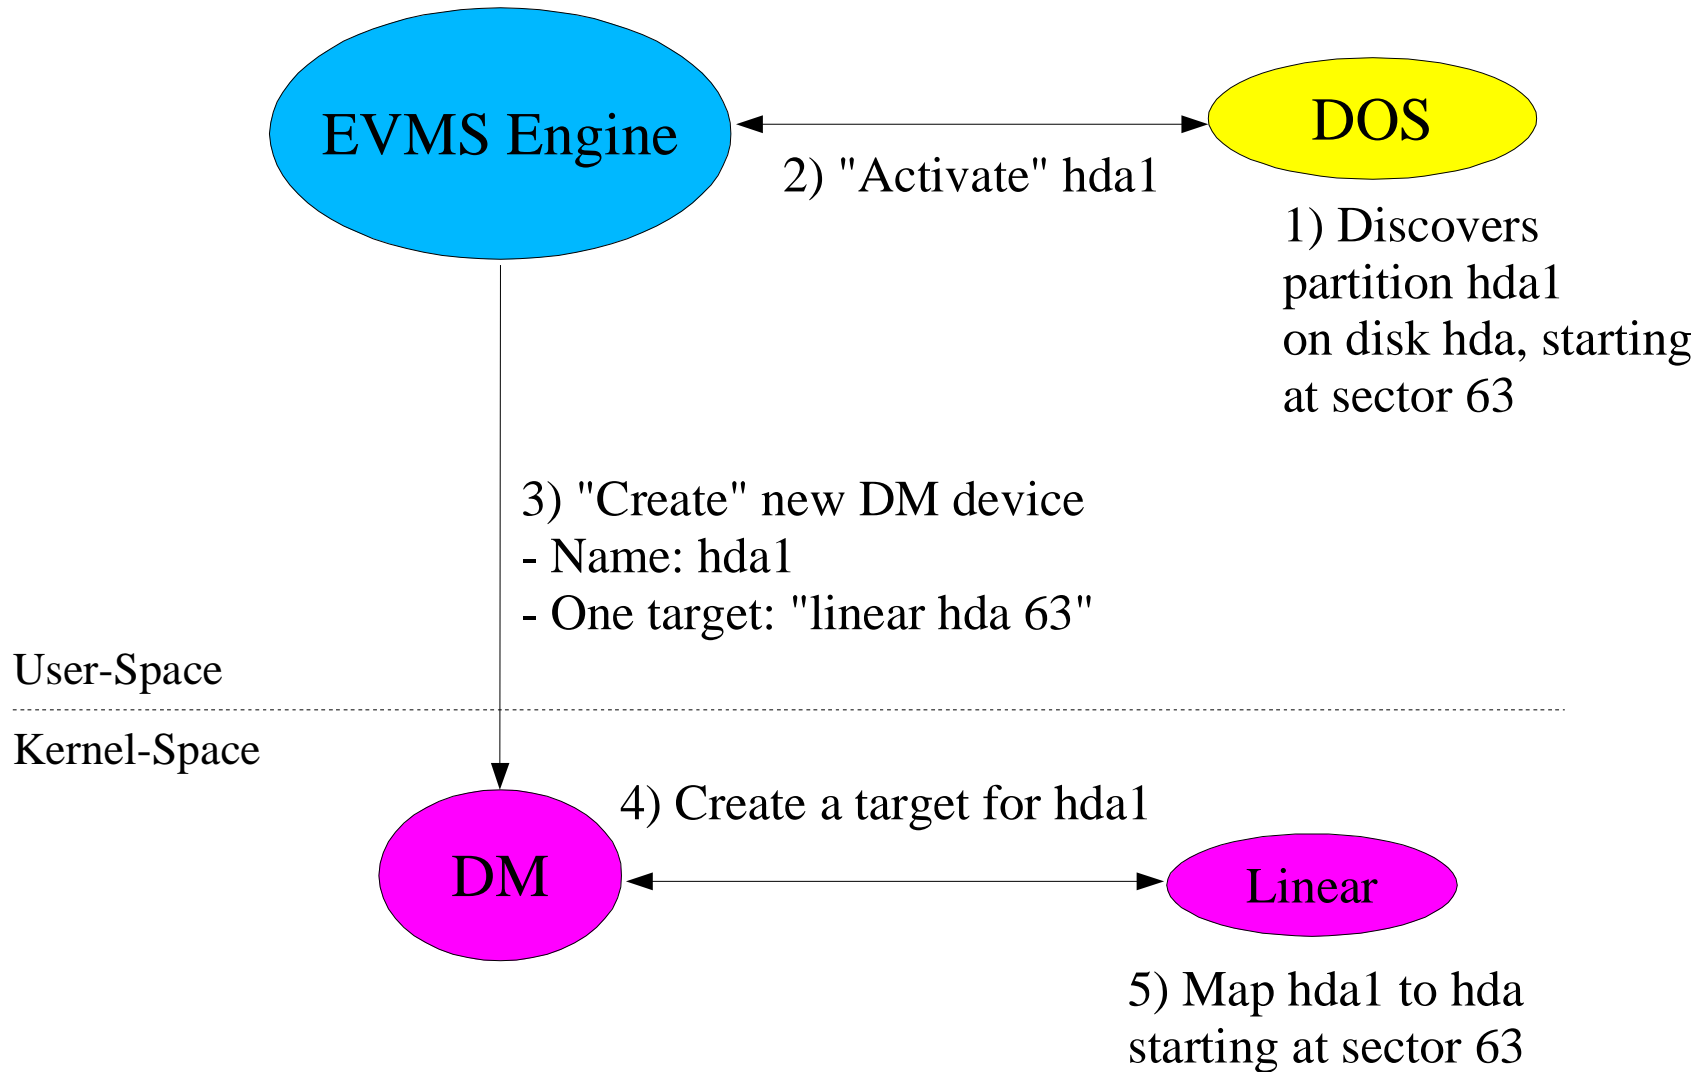 EVMS Engine
DOS
2) "Activate" hda1
1) Discovers
partition hda1
on disk hda, starting
at sector 63
3) "Create" new DM device
- Name: hda1
- One target: "linear hda 63"
User-Space
Kernel-Space
4) Create a target for hda1
DM
Linear
5) Map hda1 to hda
starting at sector 63